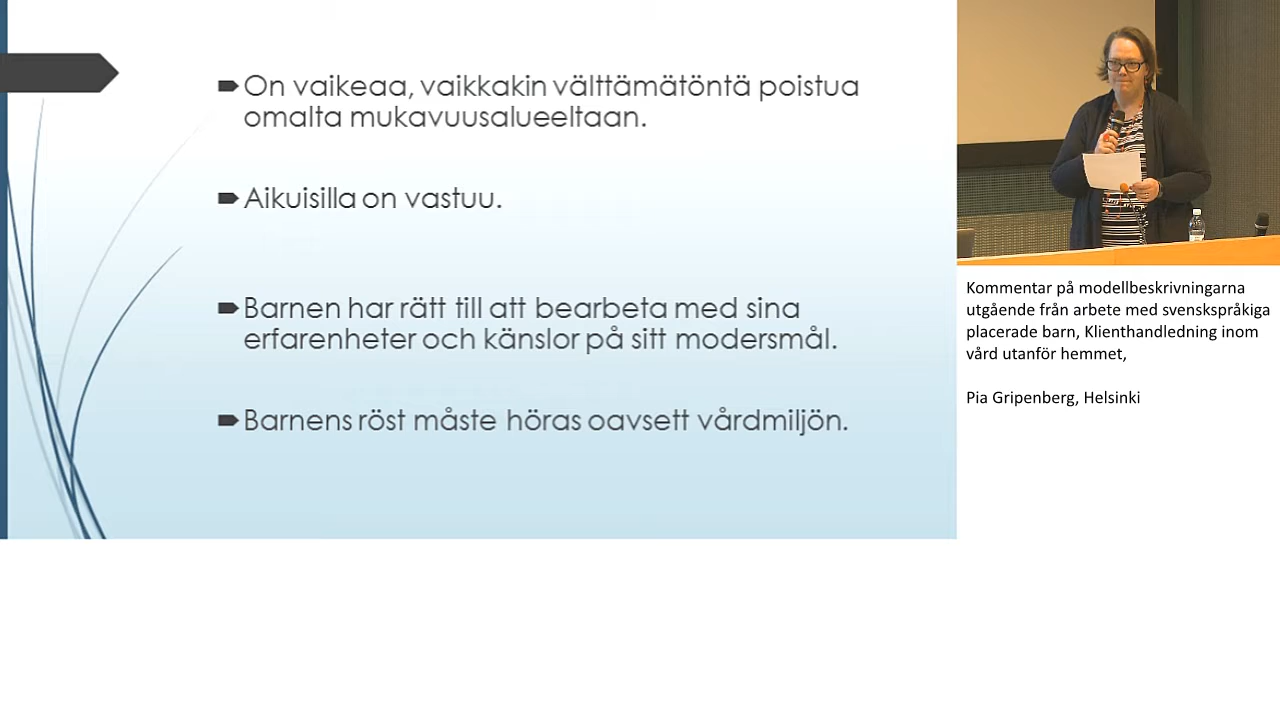 On vaikeaa, vaikkakin välttämätöntä poistua
omalta mukavuusalueeltaan.
Aikuisilla on vastuu.
Barnen har rätt till att bearbeta med sina
erfarenheter och känslor på sitt modersmål.
Barnens röst måste höras oavsett vårdmiljön.
Kommentar på modellbeskrivningarna
utgående från arbete med svenskspråkiga
placerade barn, Klienthandledning inom
vård utanför hemmet,
Pia Gripenberg, Helsinki